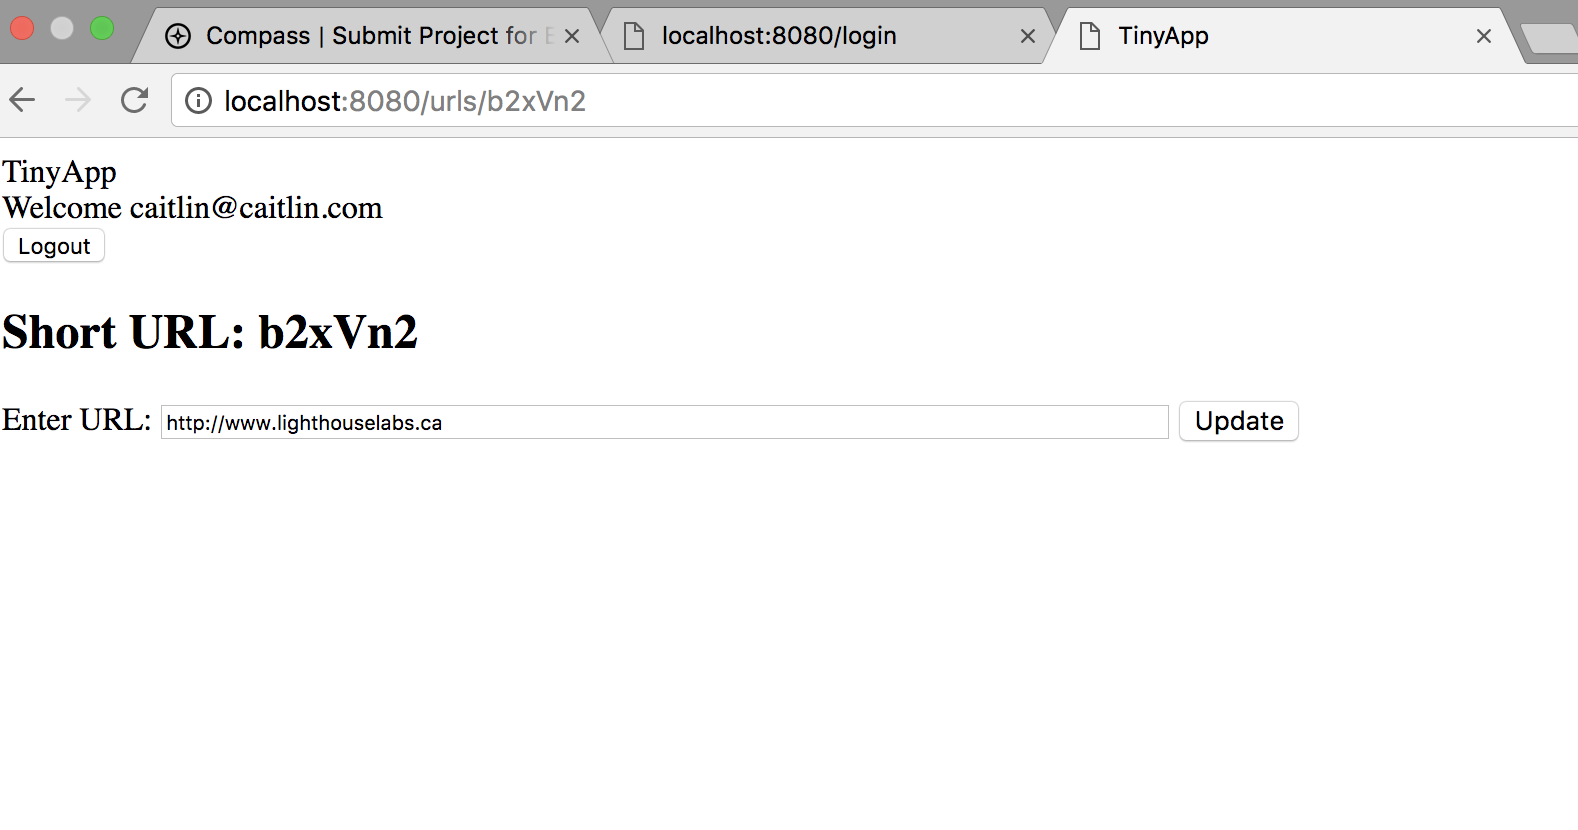 Compass | Submit Project for E
localhost:8080/login
TinyApp
localhost:8080/urls/b2xVn2
TinyApp
Welcome caitlin@caitlin.com
Logout
Short URL: b2xVn2
Enter URL: http://www.lighthouselabs.ca Update